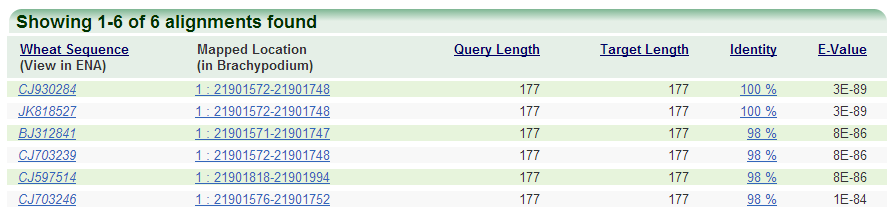 Showing 1-6 of 6 alignments found
Wheat Sequence Mapped Location Query Length Target Length Identity E-Value
(View in ENA) (in Brachypodium)
CJ930284 1 : 21901572-21901748 177 177 100 % 3E-89
JK818527 1 : 21901572-21901748 177 177 100 % 3E-89
BJ312841 1 : 21901571-21901747 177 177 98 % 8E-86
CJ703239 1 : 21901572-21901748 177 177 98 % 8E-86
CJ597514 1 : 21901818-21901994 177 177 98 % 8E-86
CJ703246 1 : 21901576-21901752 177 177 98 % 1E-84